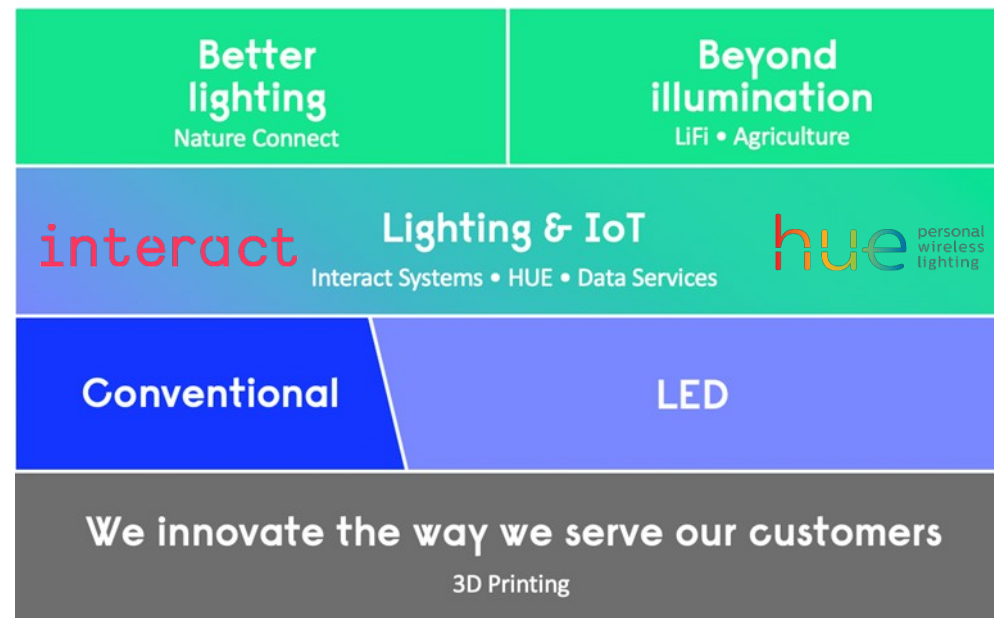 Better
lighting
Nature Connect
Beyond
illumination
LiFi • Agriculture
interact
Lighting & IoT
Interact Systems • HUE • Data Services
hue
personal
wireless
lighting
Conventional
LED
We innovate the way we serve our customers
3D Printing